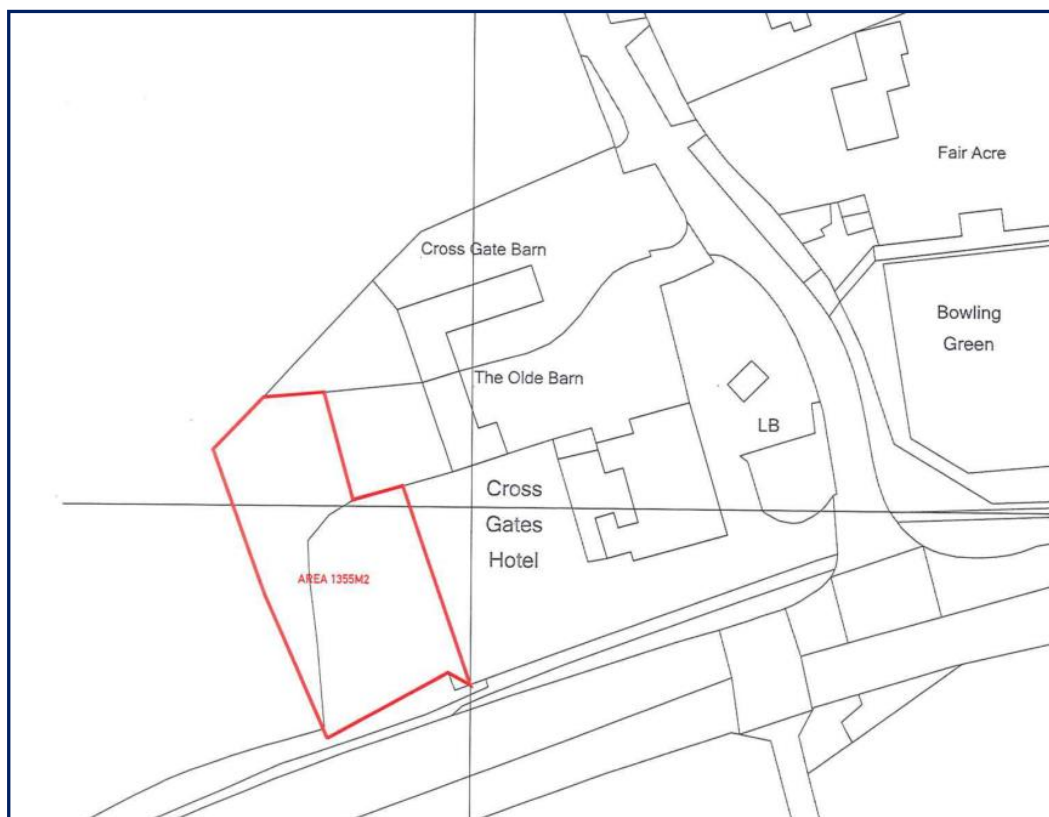 Fair Acre
Cross Gate Barn
Bowling
Green
The Olde Barn
LB
Cross
Gates
Hotel
AREA 1355M2